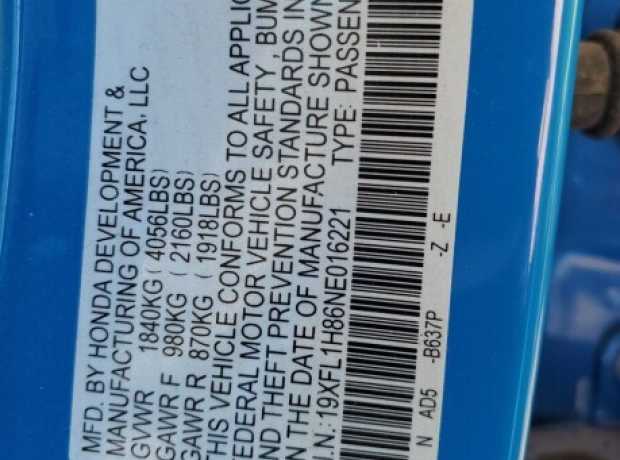 MFD. BY HONDA DEVELOPMENT &
MANUFACTURING OF AMERICA, LLC
GVWR 1840KG (4056LBS)
GAWR F 980KG (2160LBS)
GAWR R 870KG (1918LBS)
THIS VEHICLE CONFORMS TO ALL APPLIC
FEDERAL MOTOR VEHICLE SAFETY, BUM
AND THEFT PREVENTION STANDARDS IN
ON THE DATE OF MANUFACTURE SHOWN
V.I.N.:19XFL1H86NE016221 TYPE: PASSEN
N AD5 -B637P -Z -E